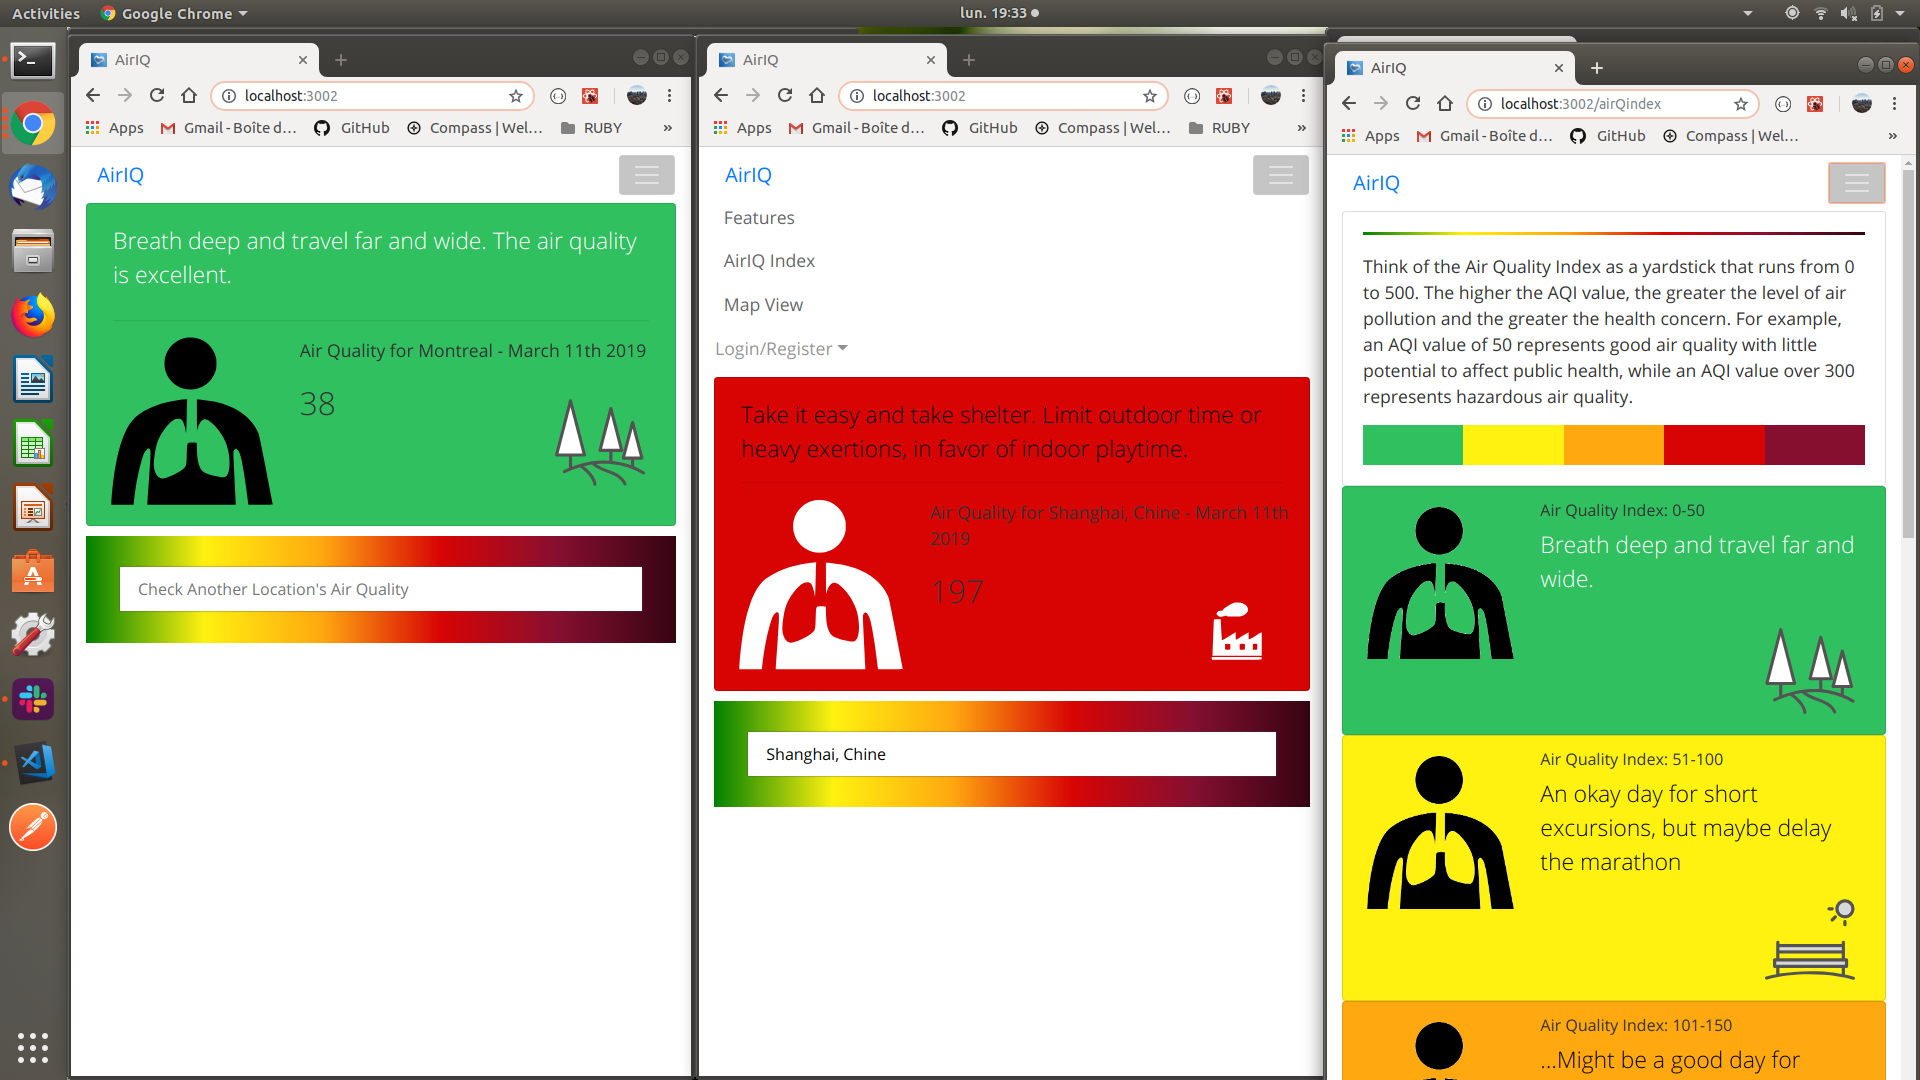 Activities
Google Chrome
lun. 19:33
AirIQ
localhost:3002
Apps
Gmail - Boîte d...
GitHub
Compass | Wel...
RUBY
»
AirIQ
Breath deep and travel far and wide. The air quality
is excellent.
Air Quality for Montreal - March 11th 2019
38
Check Another Location's Air Quality
AirIQ
localhost:3002
Apps
Gmail - Boîte d...
GitHub
Compass | Wel...
RUBY
»
AirIQ
Features
AirIQ Index
Map View
Login/Register
Take it easy and take shelter. Limit outdoor time or
heavy exertions, in favor of indoor playtime.
Air Quality for Shanghai, Chine - March 11th
2019
197
Shanghai, Chine
AirIQ
localhost:3002/airQindex
Apps
Gmail - Boîte d...
GitHub
Compass | Wel...
»
AirIQ
Think of the Air Quality Index as a yardstick that runs from 0
to 500. The higher the AQI value, the greater the level of air
pollution and the greater the health concern. For example,
an AQI value of 50 represents good air quality with little
potential to affect public health, while an AQI value over 300
represents hazardous air quality.
Air Quality Index: 0-50
Breath deep and travel far and
wide.
Air Quality Index: 51-100
An okay day for short
excursions, but maybe delay
the marathon
Air Quality Index: 101-150
...Might be a good day for